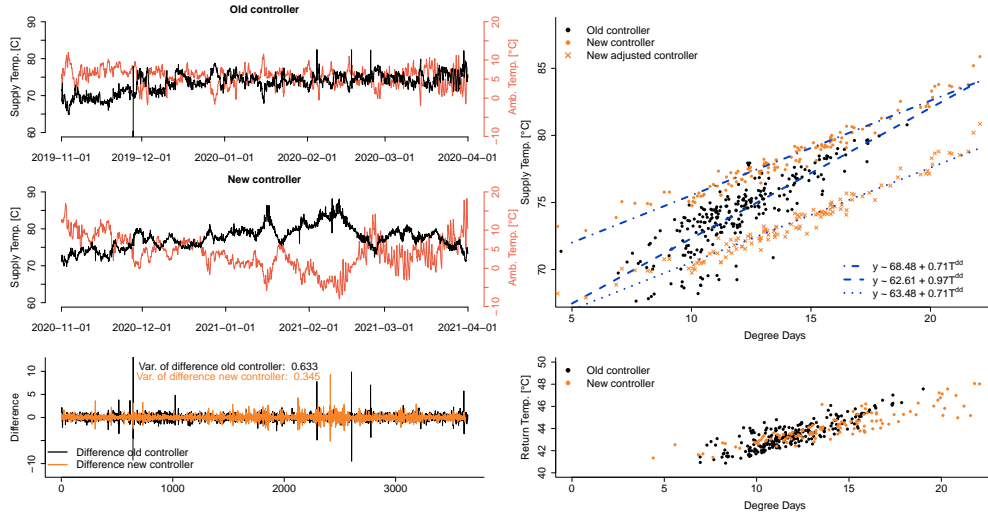 Old controller
Supply Temp. [C]
60 70 80 90
Amb. Temp. [°C]
−10 0 5 10 20
2019−11−01 2019−12−01 2020−01−01 2020−02−01 2020−03−01 2020−04−01
New controller
Supply Temp. [°C]
60 70 80 90
Amb. Temp. [°C]
−10 0 5 10 20
2020−11−01 2020−12−01 2021−01−01 2021−02−01 2021−03−01 2021−04−01
Difference
−10 0 5 10
Var. of difference old controller: 0.633
Var. of difference new controller: 0.345
Difference old controller
Difference new controller
0 1000 2000 3000
Old controller
New controller
New adjusted controller
Supply Temp. [°C]
70 75 80 85
y ~ 68.48 + 0.71T^dd
y ~ 62.61 + 0.97T^dd
y ~ 63.48 + 0.71T^dd
5 10 15 20
Degree Days
Old controller
New controller
Return Temp. [°C]
40 42 44 46 48 50
0 5 10 15 20
Degree Days